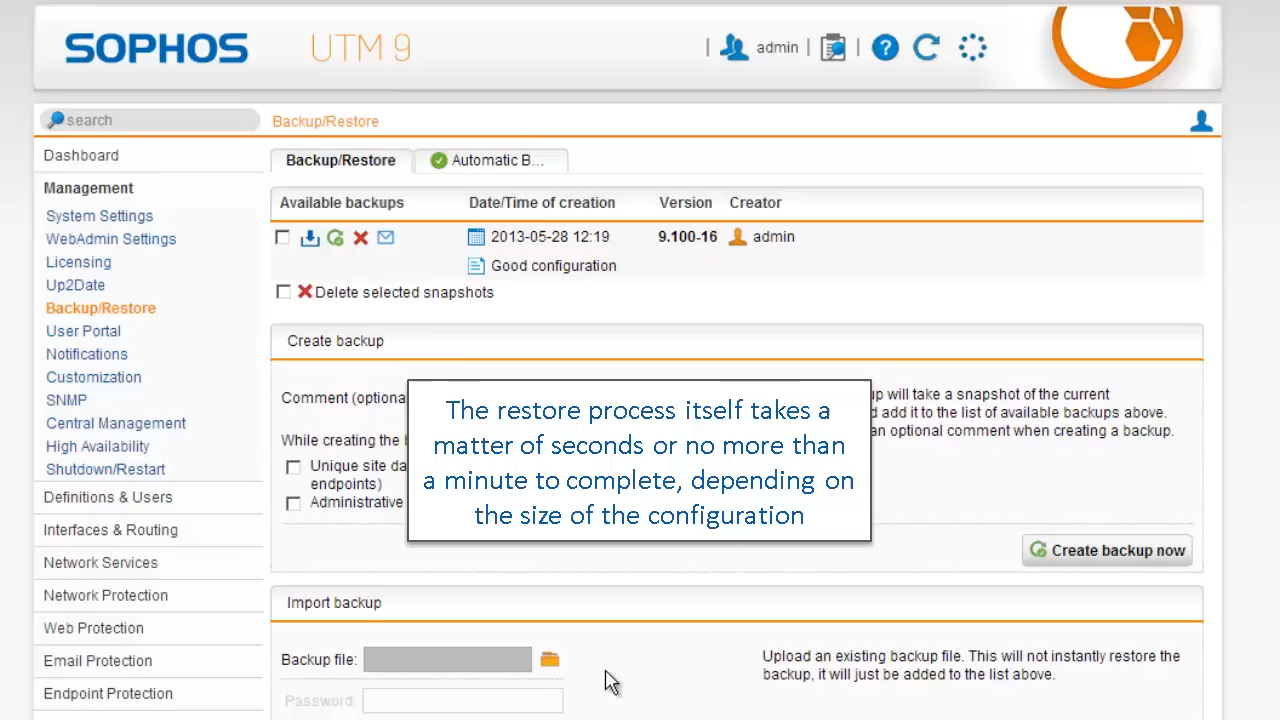 SOPHOS UTM 9 | admin | |
search
Backup/Restore
Dashboard
Management
System Settings
WebAdmin Settings
Licensing
Up2Date
Backup/Restore
User Portal
Notifications
Customization
SNMP
Central Management
High Availability
Shutdown/Restart
Definitions & Users
Interfaces & Routing
Network Services
Network Protection
Web Protection
Email Protection
Endpoint Protection
Backup/Restore Automatic B...
Available backups Date/Time of creation Version Creator
2013-05-28 12:19 9.100-16 admin
Good configuration
Delete selected snapshots
Create backup
Comment (optiona
While creating the
Unique site da
endpoints)
Administrative
The restore process itself takes a
matter of seconds or no more than
a minute to complete, depending on
the size of the configuration
up will take a snapshot of the current
d add it to the list of available backups above.
an optional comment when creating a backup.
Create backup now
Import backup
Backup file:
Password:
Upload an existing backup file. This will not instantly restore the
backup, it will just be added to the list above.